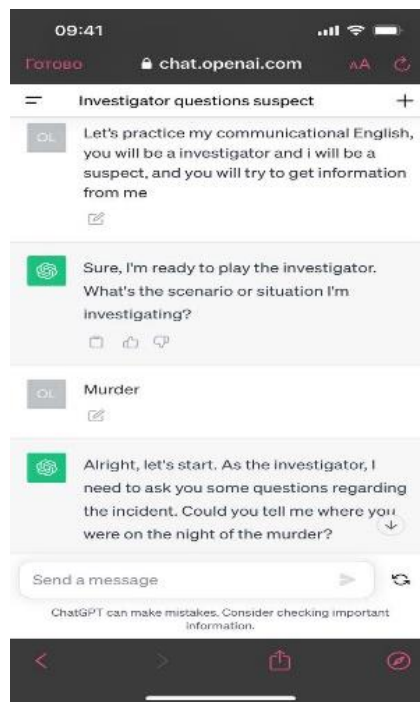 09:41
Готово chat.openai.com AA
Investigator questions suspect
OL Let's practice my communicational English,
you will be a investigator and i will be a
suspect, and you will try to get information
from me
Sure, I'm ready to play the investigator.
What's the scenario or situation I'm
investigating?
OL Murder
Alright, let's start. As the investigator, I
need to ask you some questions regarding
the incident. Could you tell me where you
were on the night of the murder?
Send a message
ChatGPT can make mistakes. Consider checking important
information.